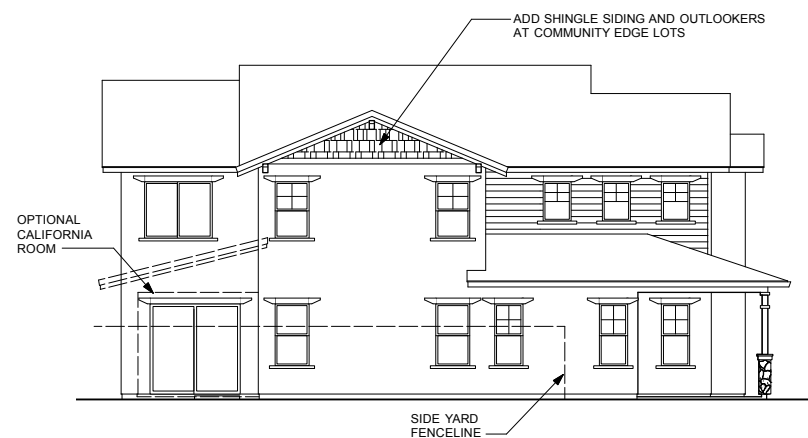 ADD SHINGLE SIDING AND OUTLOOKERS
AT COMMUNITY EDGE LOTS
OPTIONAL
CALIFORNIA
ROOM
SIDE YARD
FENCELINE